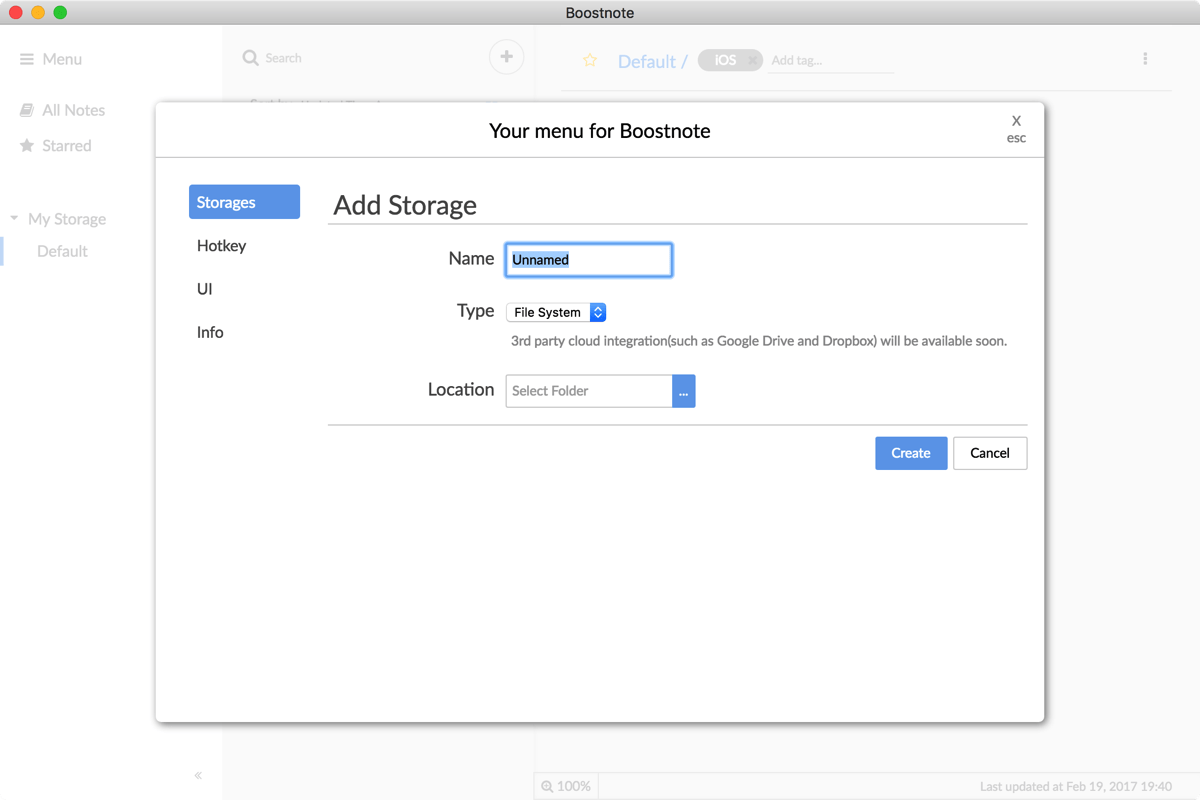 Boostnote
Menu
Search
+
Default /
iOS
Add tag...
All Notes
Starred
My Storage
Default
Your menu for Boostnote
X
esc
Storages
Hotkey
UI
Info
Add Storage
Name
Unnamed
Type
File System
3rd party cloud integration(such as Google Drive and Dropbox) will be available soon.
Location
Select Folder
...
Create
Cancel
«
100%
Last updated at Feb 19, 2017 19:40